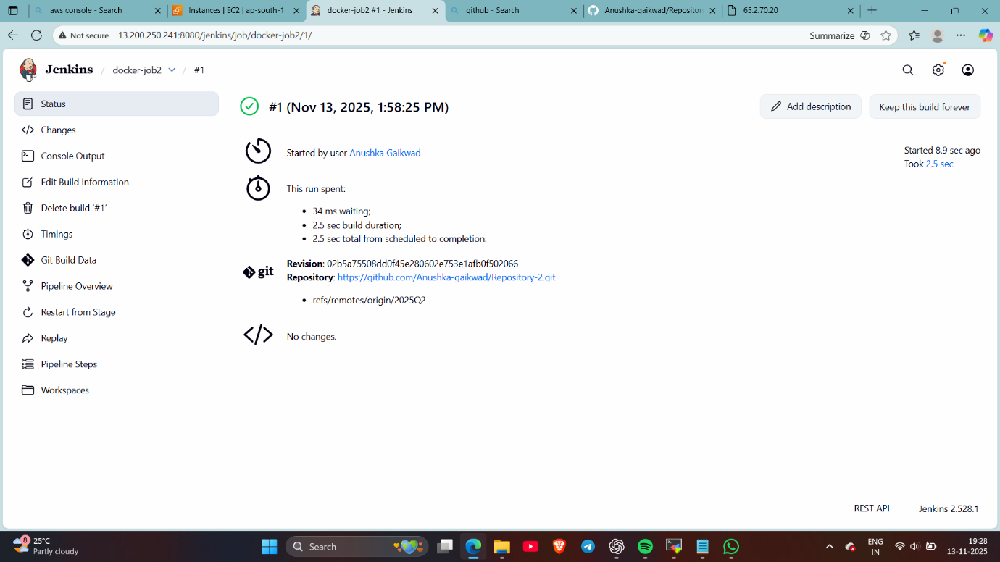 aws console - Search
Instances | EC2 | ap-south-1
docker-job2 #1 - Jenkins
github - Search
Anushka-gaikwad/Repository
65.2.70.20
Not secure
13.200.250.241:8080/jenkins/job/docker-job2/1/
Summarize
Jenkins / docker-job2 / #1
Status
Changes
Console Output
Edit Build Information
Delete build ‘#1’
Timings
Git Build Data
Pipeline Overview
Restart from Stage
Replay
Pipeline Steps
Workspaces
#1 (Nov 13, 2025, 1:58:25 PM)
Add description
Keep this build forever
Started by user Anushka Gaikwad
Started 8.9 sec ago
Took 2.5 sec
This run spent:
• 34 ms waiting;
• 2.5 sec build duration;
• 2.5 sec total from scheduled to completion.
git
Revision: 02b5a75508dd0f45e280602e753e1afb0f502066
Repository: https://github.com/Anushka-gaikwad/Repository-2.git
• refs/remotes/origin/2025Q2
</> No changes.
REST API
Jenkins 2.528.1
8
25°C
Partly cloudy
Search
ENG
IN
19:28
13-11-2025